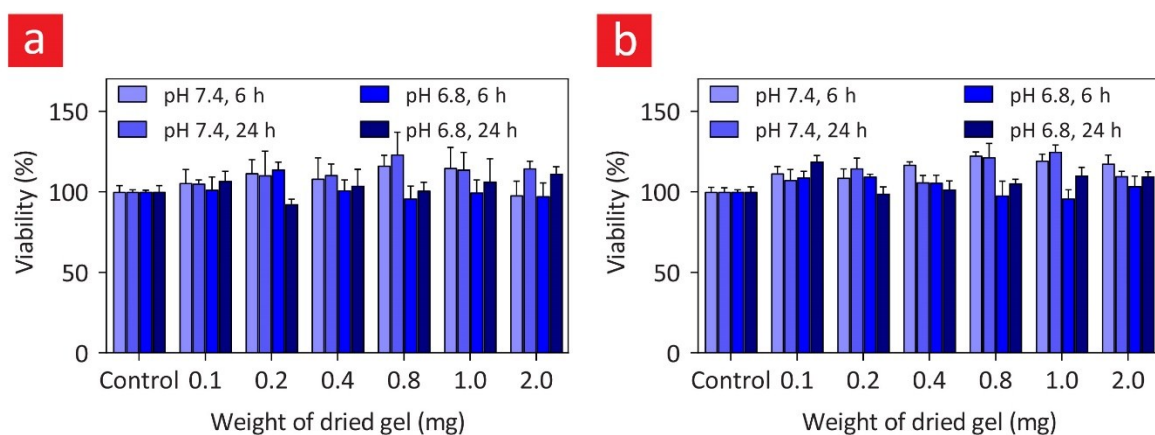 a
pH 7.4, 6 h
pH 6.8, 6 h
pH 7.4, 24 h
pH 6.8, 24 h
150
100
50
0
Viability (%)
Control 0.1 0.2 0.4 0.8 1.0 2.0
Weight of dried gel (mg)
b
pH 7.4, 6 h
pH 6.8, 6 h
pH 7.4, 24 h
pH 6.8, 24 h
150
100
50
0
Viability (%)
Control 0.1 0.2 0.4 0.8 1.0 2.0
Weight of dried gel (mg)